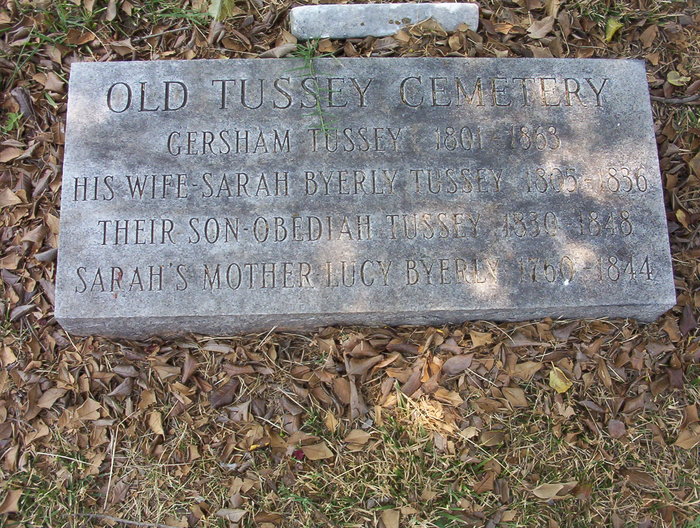 OLD TUSSEY CEMETERY
GERSHAM TUSSEY 1801-1863
HIS WIFE-SARAH BYERLY TUSSEY 1805-1836
THEIR SON-OBEDIAH TUSSEY 1830-1848
SARAH'S MOTHER LUCY BYERLY 1760-1844